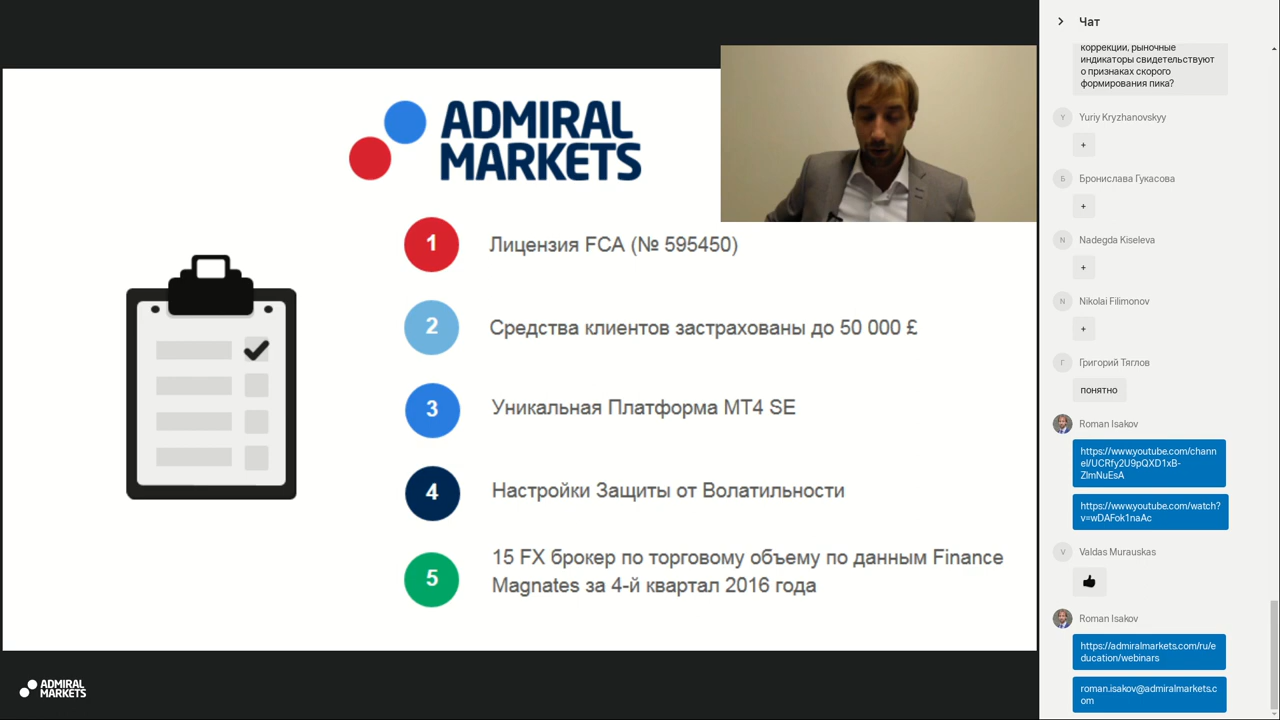 ADMIRAL
MARKETS
1
Лицензия FCA (№ 595450)
2
Средства клиентов застрахованы до 50 000 £
3
Уникальная Платформа MT4 SE
4
Настройки Защиты от Волатильности
5
15 FX брокер по торговому объему по данным Finance
Magnates за 4-й квартал 2016 года
ADMIRAL
MARKETS
Чат
коррекции, рыночные
индикаторы свидетельствуют
о признаках скорого
формирования пика?
Y
Yuriy Kryzhanovskyy
+
Б
Бронислава Гукасова
+
N
Nadegda Kiseleva
+
N
Nikolai Filimonov
+
Г
Григорий Тяглов
понятно
Roman Isakov
https://www.youtube.com/chann
el/UCRfy2U9pQXD1xB-
ZlmNuEsA
https://www.youtube.com/watch?
v=wDAFok1naAc
V
Valdas Murauskas
Roman Isakov
https://admiralmarkets.com/ru/e
ducation/webinars
roman.isakov@admiralmarkets.c
om